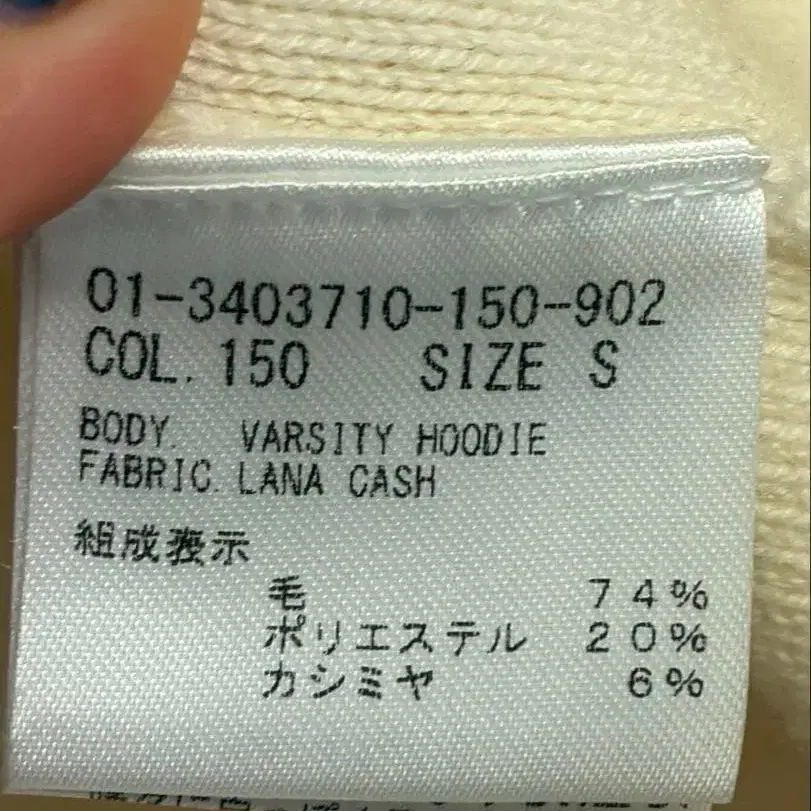 01-3403710-150-902
COL. 150 SIZE S
BODY. VARSITY HOODIE
FABRIC. LANA CASH
組成表示
毛 74%
ポリエステル 20%
カシミヤ 6%